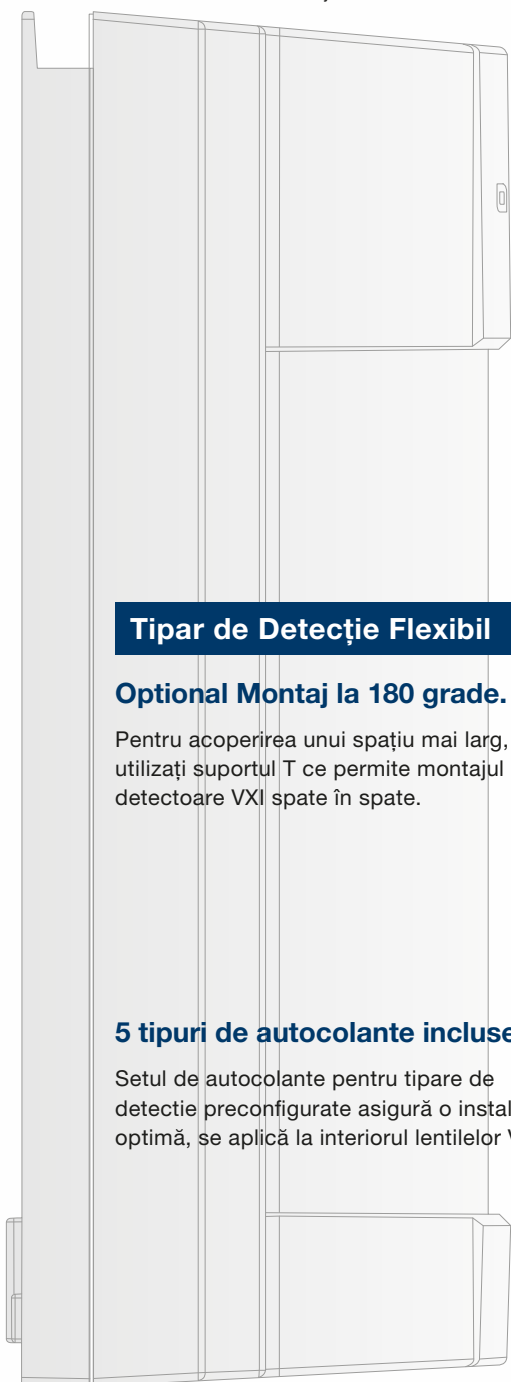 Tipar de Detecție Flexibil
Optional Montaj la 180 grade.
Pentru acoperirea unui spațiu mai larg,
utilizați suportul T ce permite montajul
detectoare VXI spate în spate.
5 tipuri de autocolante incluse
Setul de autocolante pentru tipare de
detectie preconfigurate asigură o instal
optimă, se aplică la interiorul lentilelor